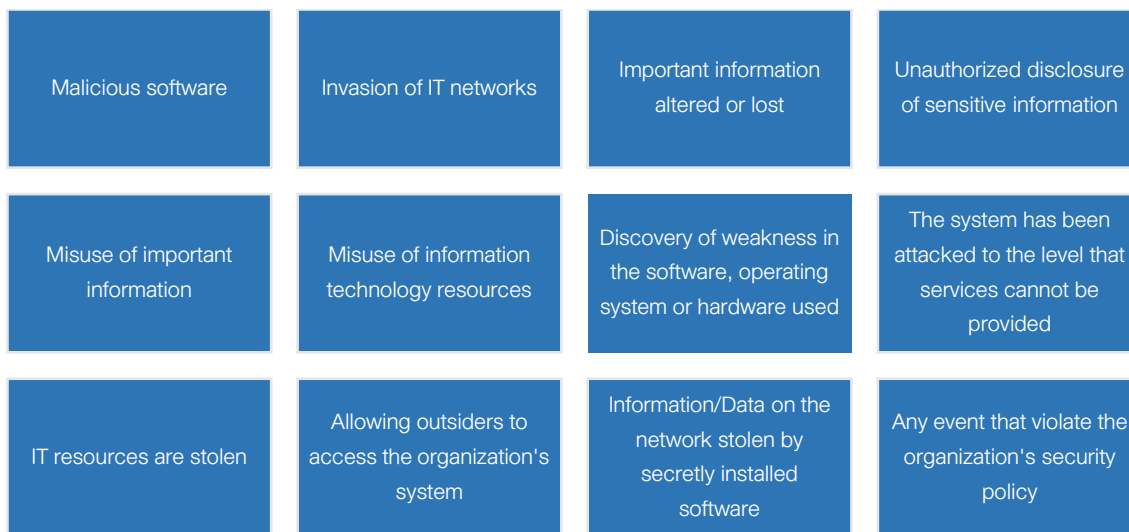 Malicious software
Invasion of IT networks
Important information
altered or lost
Unauthorized disclosure
of sensitive information
Misuse of important
information
Misuse of information
technology resources
Discovery of weakness in
the software, operating
system or hardware used
The system has been
attacked to the level that
services cannot be
provided
IT resources are stolen
Allowing outsiders to
access the organization's
system
Information/Data on the
network stolen by
secretly installed
software
Any event that violate the
organization's security
policy